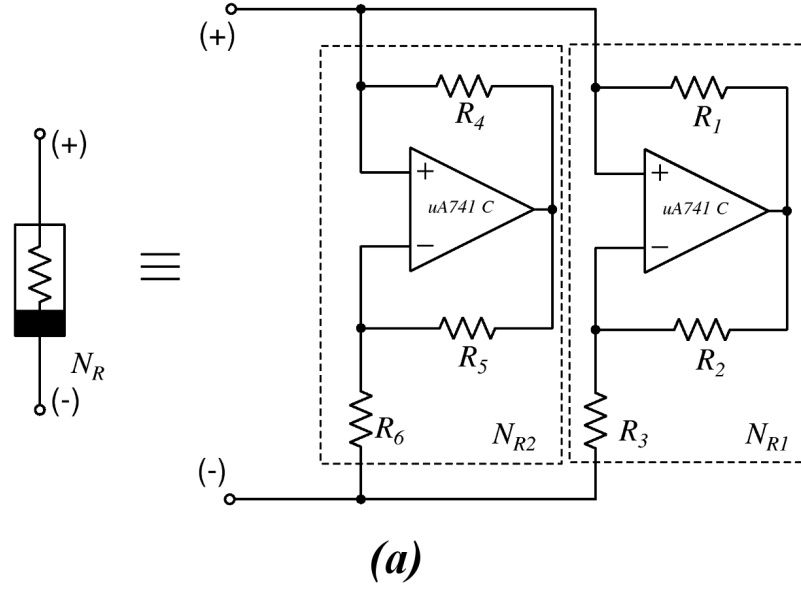 (+)
R4
R1
+
uA741 C
−
+
uA741 C
−
(+)
NR
(-)
R5
R2
R6
NR2
R3
NR1
(-)
(a)